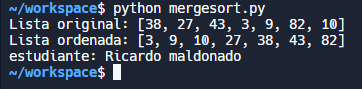 ~/workspace$ python mergesort.py
Lista original: [38, 27, 43, 3, 9, 82, 10]
Lista ordenada: [3, 9, 10, 27, 38, 43, 82]
estudiante: Ricardo maldonado
~/workspace$